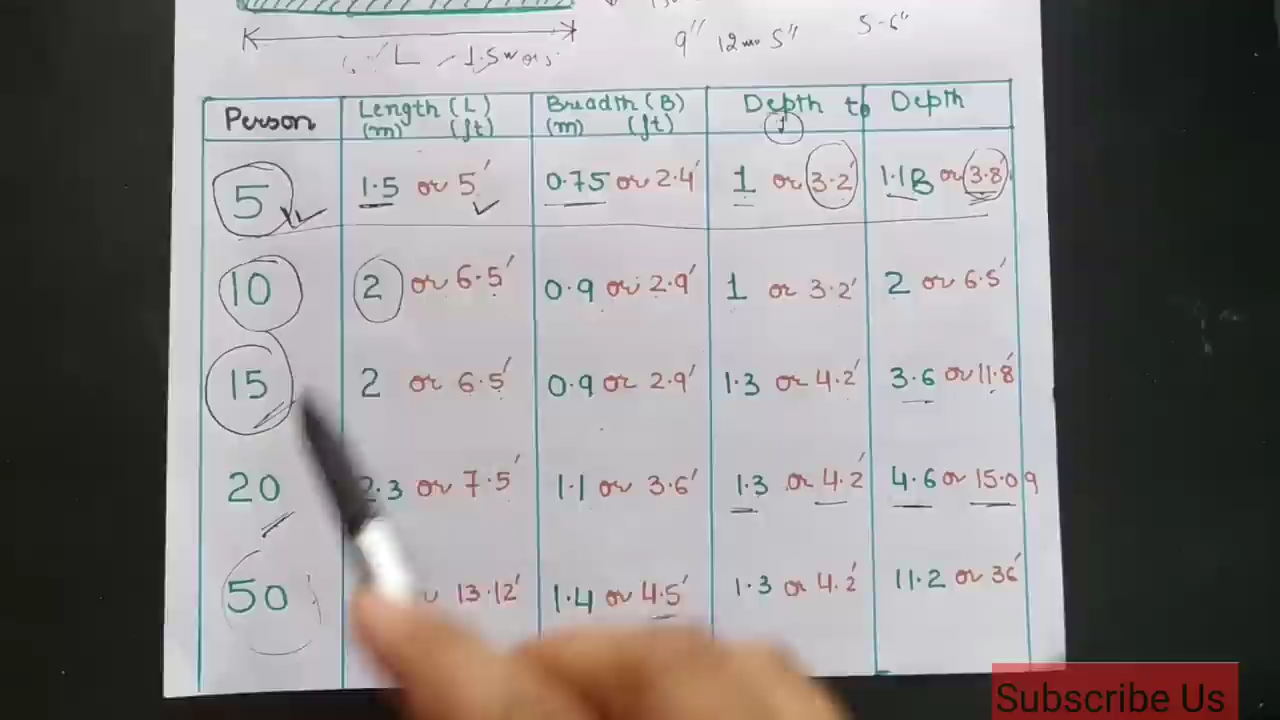 9" 12mm 5" 5-6"
L
Person Length (L) Breadth (B) Depth to Depth
(m) (ft) (m) (ft) 1
5 1.5 or 5' 0.75 or 2.4' 1 or 3.2' 1.18 or 3.8'
10 2 or 6.5' 0.9 or 2.9' 1 or 3.2' 2 or 6.5'
15 2 or 6.5' 0.9 or 2.9' 1.3 or 4.2' 3.6 or 11.8'
20 2.3 or 7.5' 1.1 or 3.6' 1.3 or 4.2' 4.6 or 15.09
50 13.12' 1.4 or 4.5' 1.3 or 4.2' 11.2 or 36'
Subscribe Us